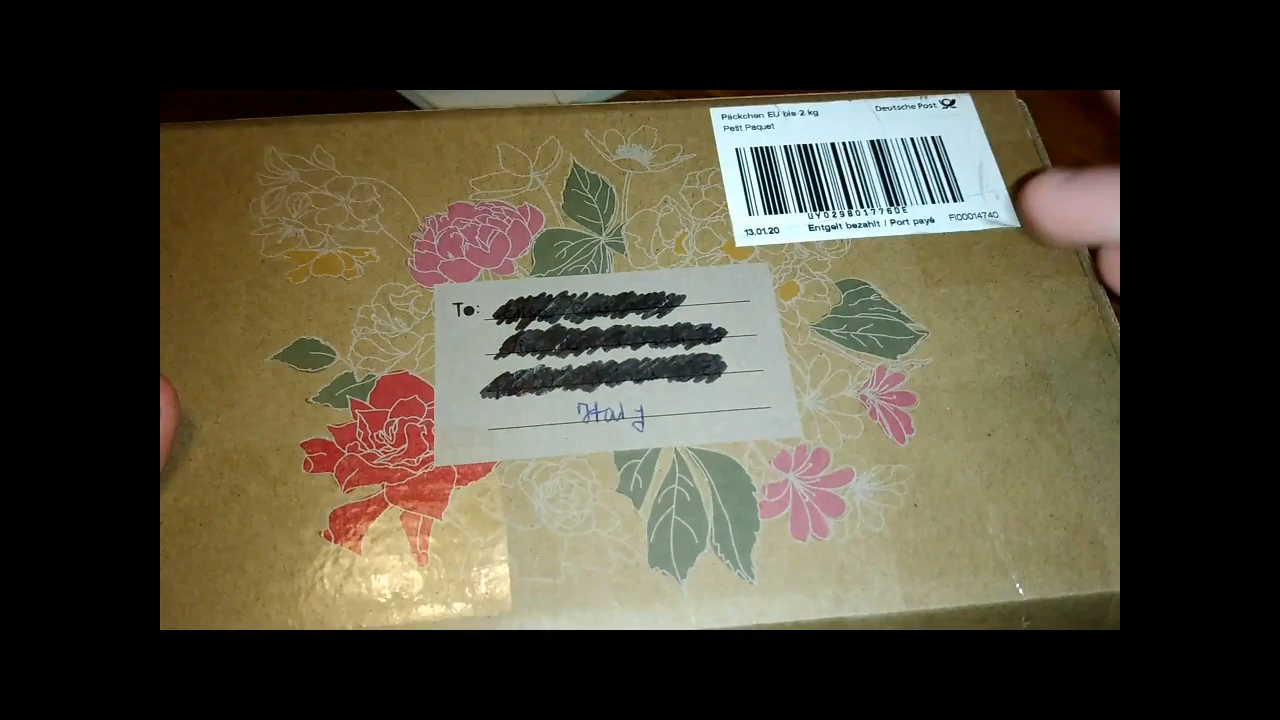 Päckchen EU bis 2 kg
Deutsche Post
Petit Paquet
UY029801776DE
13.01.20 Entgelt bezahlt / Port payé FI00014740
To:
Italy